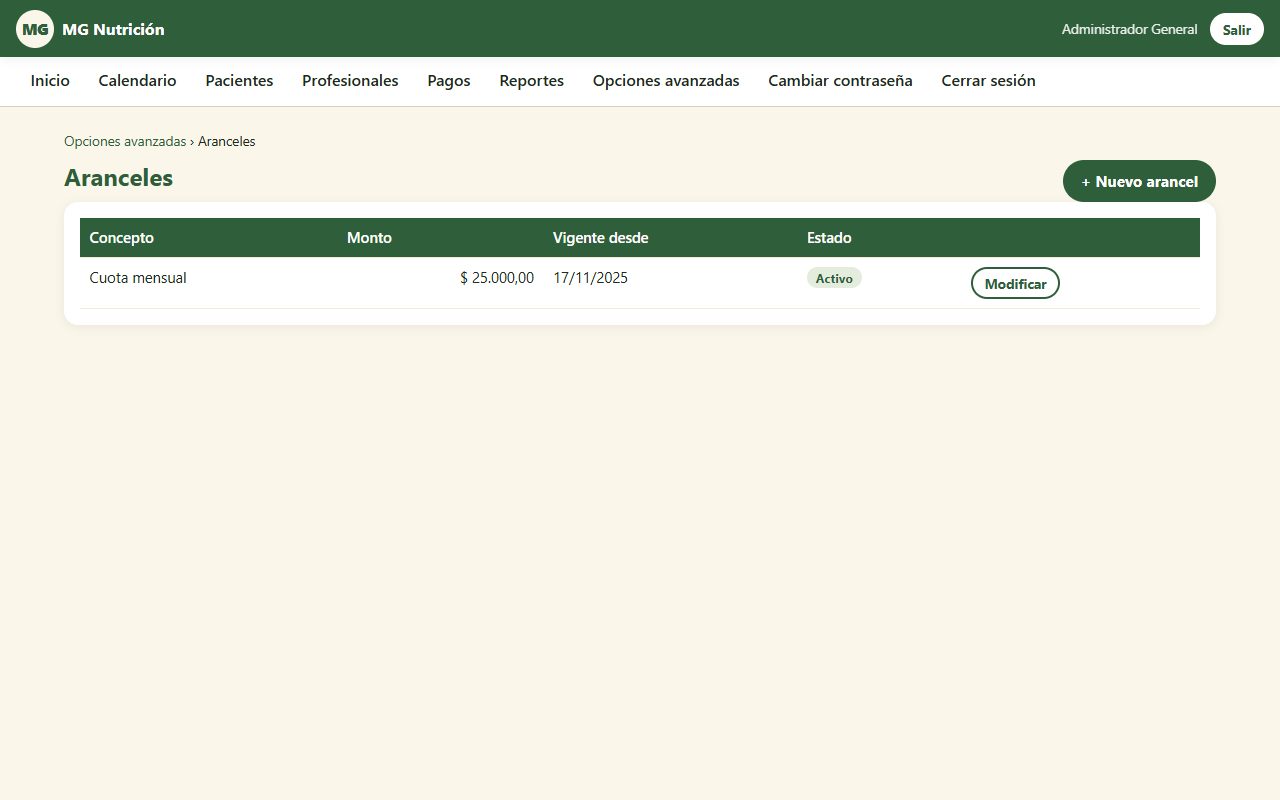 MG MG Nutrición Administrador General Salir
Inicio Calendario Pacientes Profesionales Pagos Reportes Opciones avanzadas Cambiar contraseña Cerrar sesión
Opciones avanzadas › Aranceles
Aranceles + Nuevo arancel
Concepto Monto Vigente desde Estado
Cuota mensual $ 25.000,00 17/11/2025 Activo Modificar